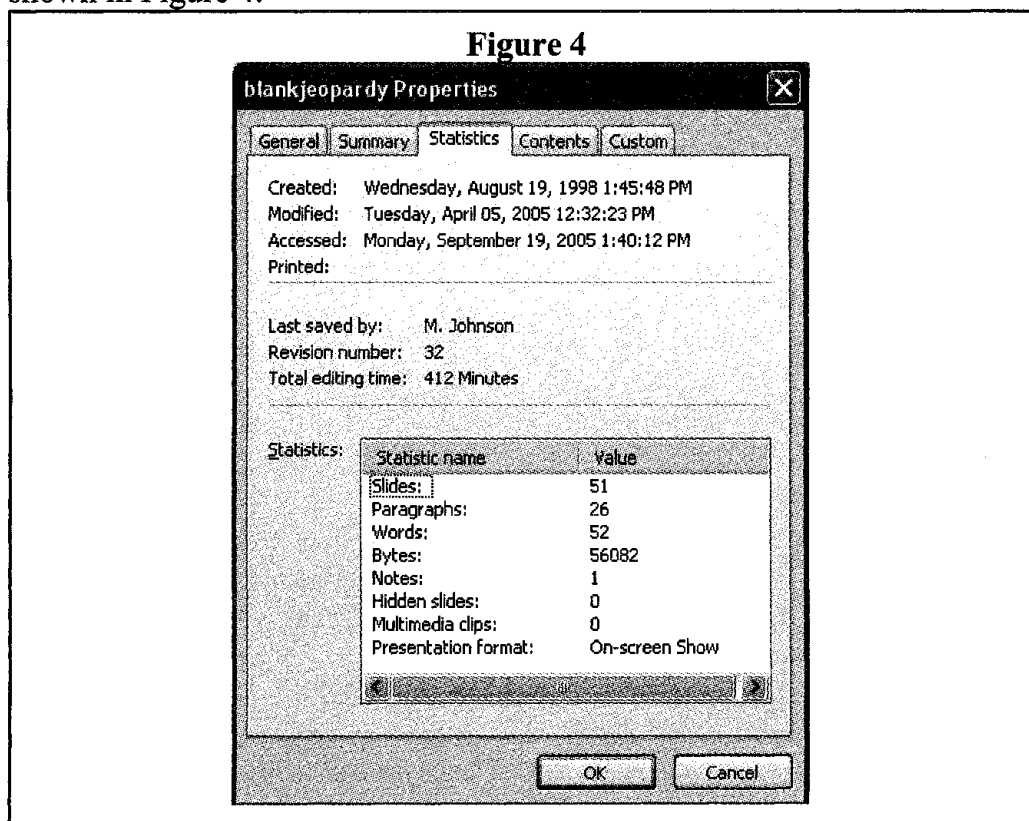 shown in Figure 4.
Figure 4
blankjeopardy Properties
General Summary Statistics Contents Custom
Created: Wednesday, August 19, 1998 1:45:48 PM
Modified: Tuesday, April 05, 2005 12:32:23 PM
Accessed: Monday, September 19, 2005 1:40:12 PM
Printed:
Last saved by: M. Johnson
Revision number: 32
Total editing time: 412 Minutes
Statistics:
Statistic name Value
Slides: 51
Paragraphs: 26
Words: 52
Bytes: 56082
Notes: 1
Hidden slides: 0
Multimedia clips: 0
Presentation format: On-screen Show
OK Cancel